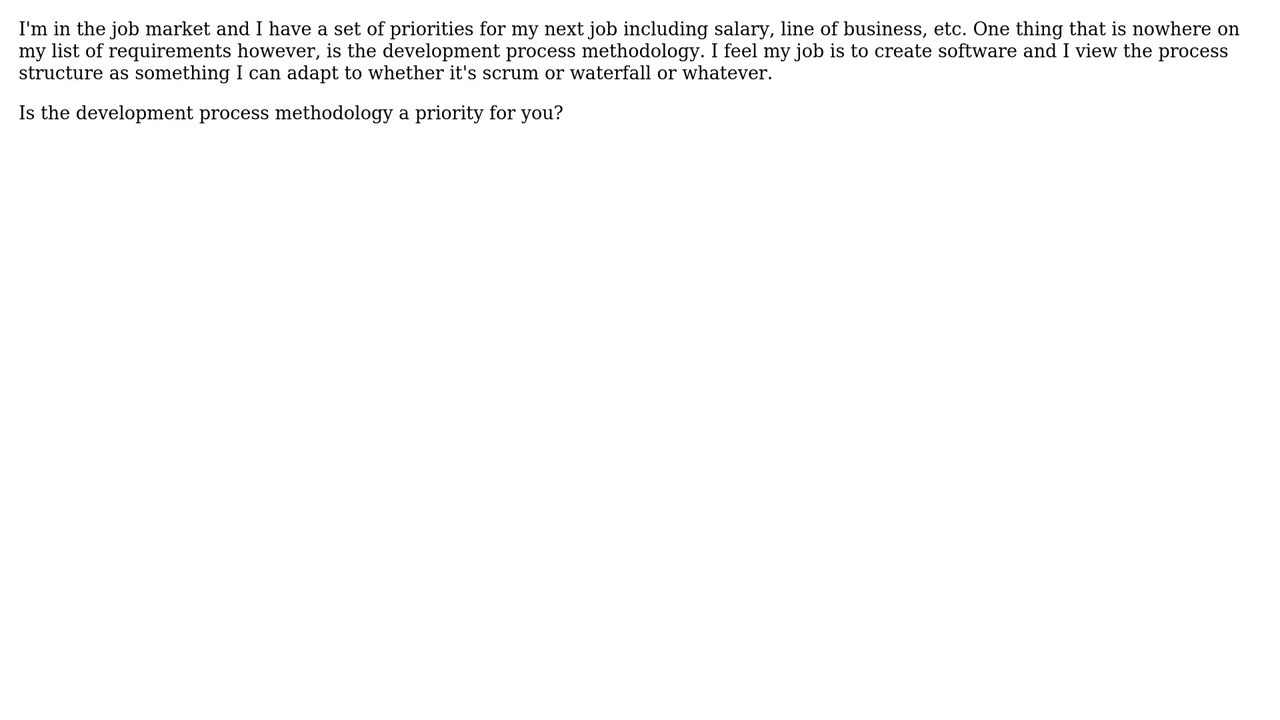 I'm in the job market and I have a set of priorities for my next job including salary, line of business, etc. One thing that is nowhere on
my list of requirements however, is the development process methodology. I feel my job is to create software and I view the process
structure as something I can adapt to whether it's scrum or waterfall or whatever.
Is the development process methodology a priority for you?